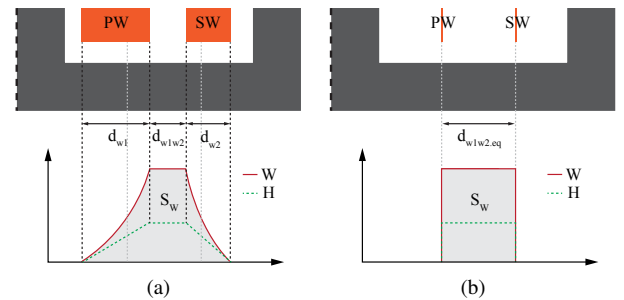 PW SW
d_w1 d_w1w2 d_w2
S_W
W
H
(a)
PW SW
d_w1w2.eq
S_W
W
H
(b)